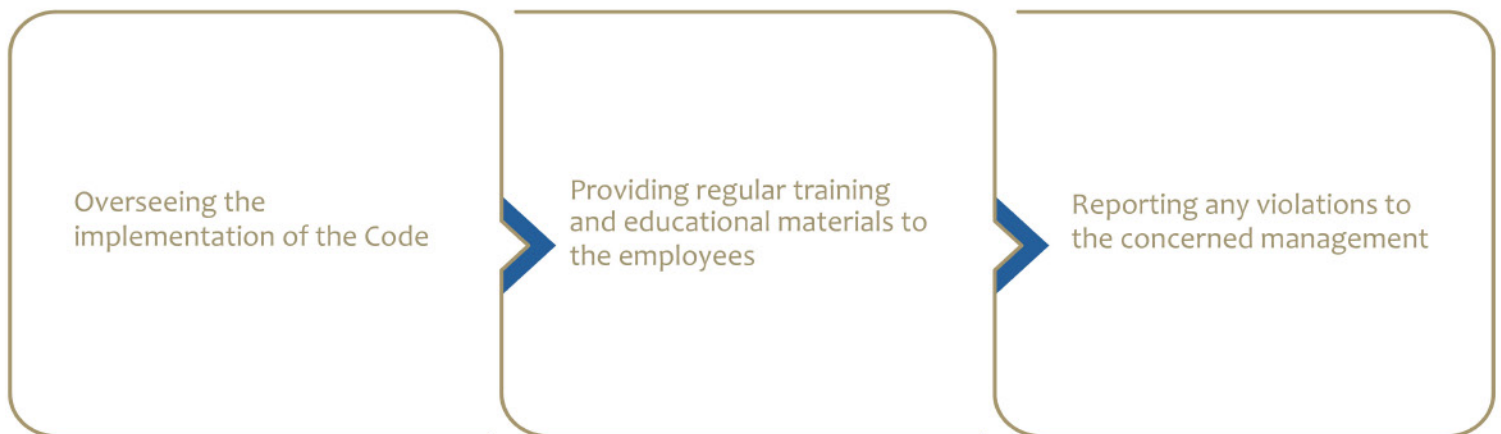 Overseeing the
implementation of the Code
Providing regular training
and educational materials to
the employees
Reporting any violations to
the concerned management